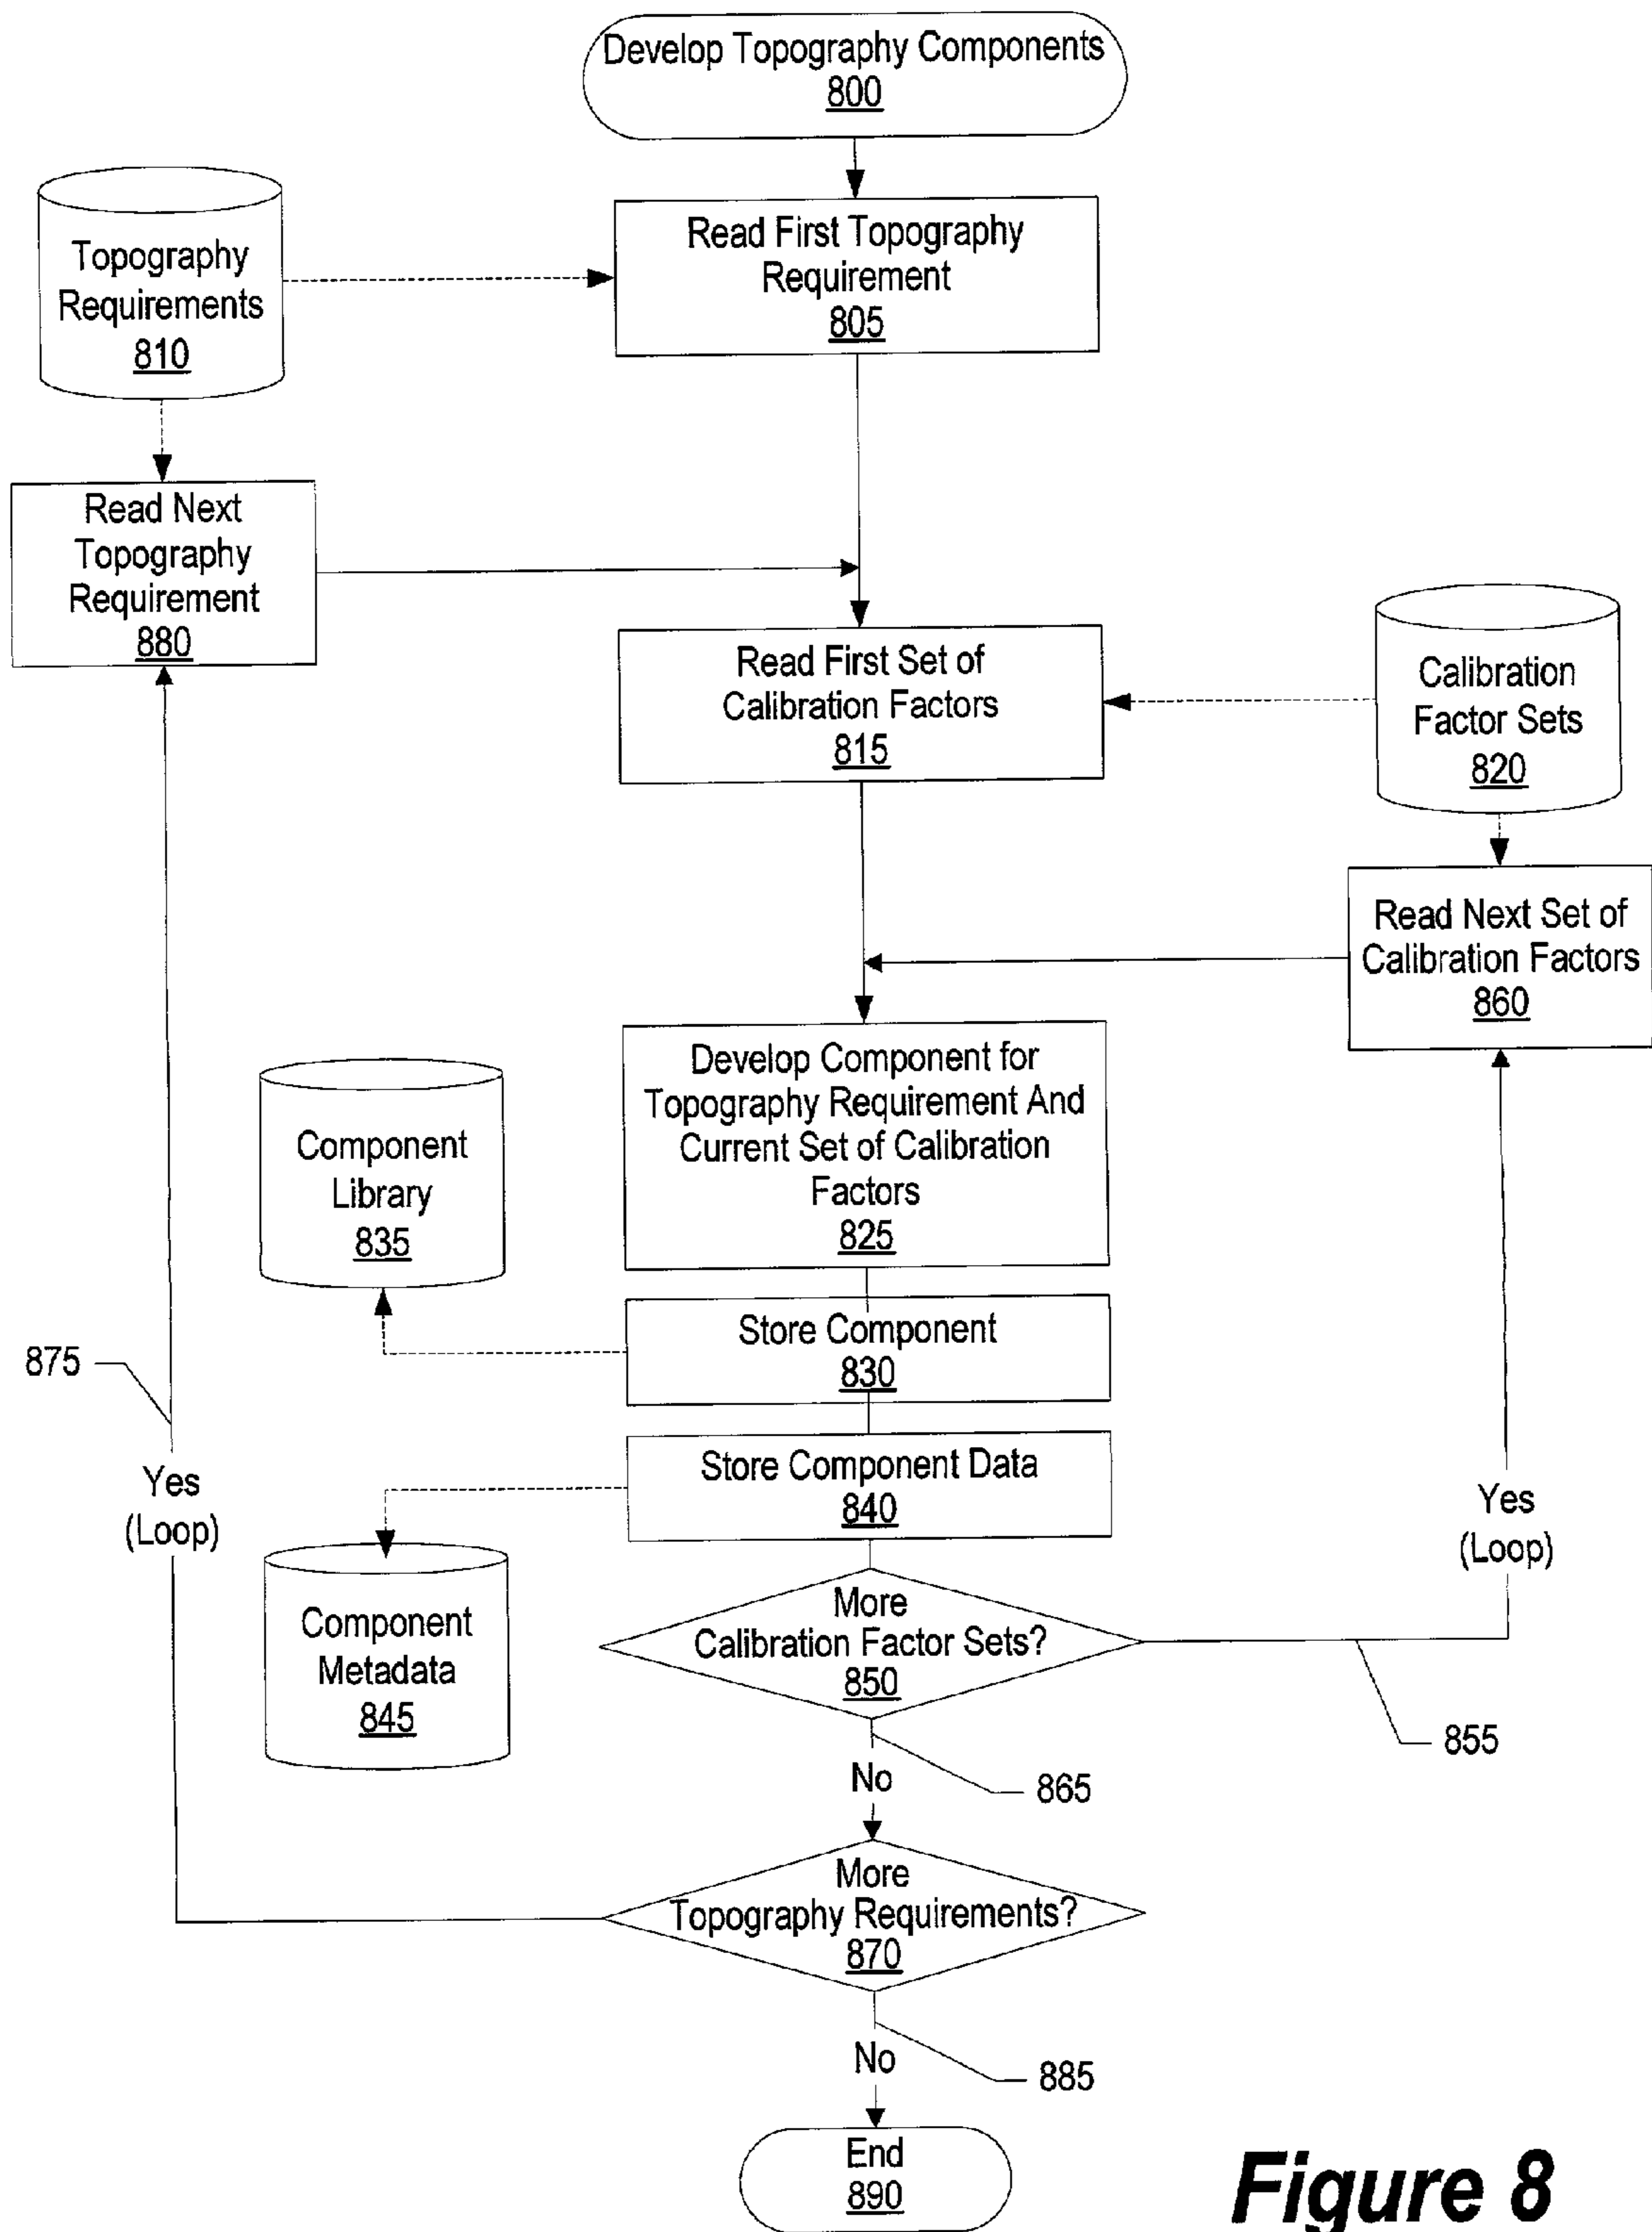 Develop Topography Components
800
Topography
Requirements
810
Read First Topography
Requirement
805
Read Next
Topography
Requirement
880
Read First Set of
Calibration Factors
815
Calibration
Factor Sets
820
Read Next Set of
Calibration Factors
860
Develop Component for
Topography Requirement And
Current Set of Calibration
Factors
825
Component
Library
835
Store Component
830
875
Store Component Data
840
Yes
(Loop)
Yes
(Loop)
Component
Metadata
845
More
Calibration Factor Sets?
850
855
No
865
More
Topography Requirements?
870
No
885
End
890
Figure 8